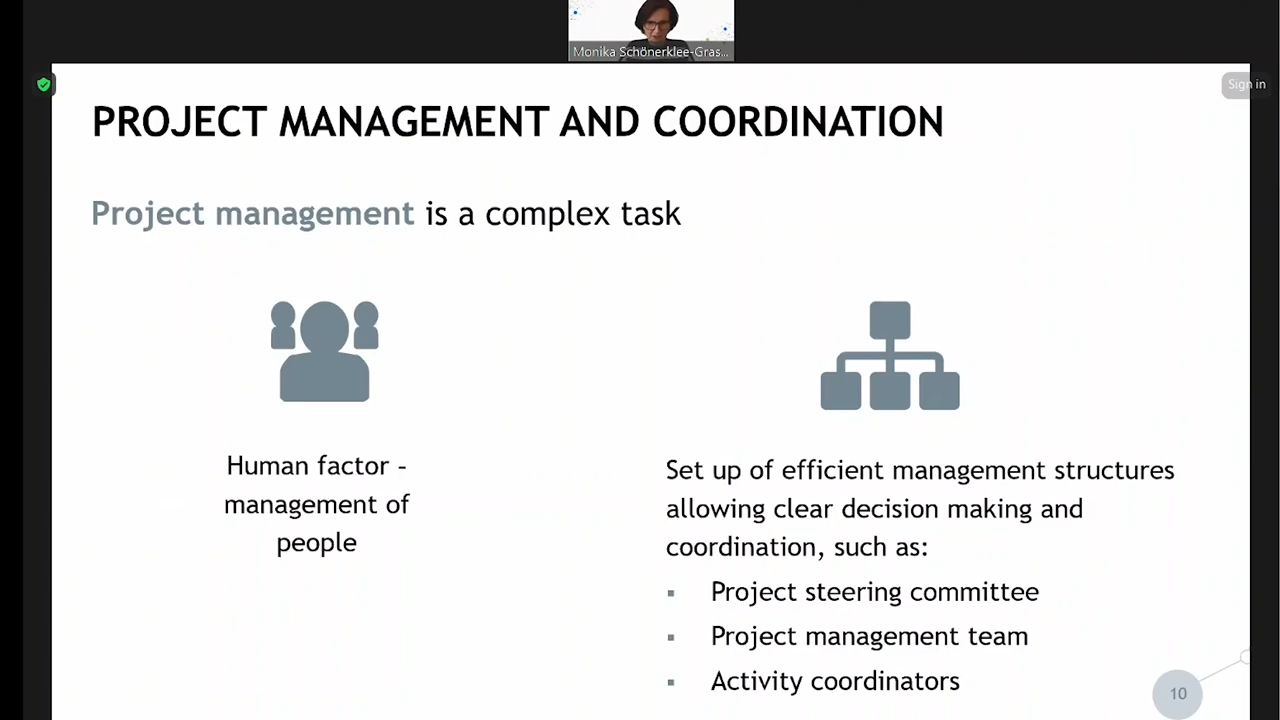 Monika Schönerklee-Gras...
Sign in
PROJECT MANAGEMENT AND COORDINATION
Project management is a complex task
Human factor -
management of
people
Set up of efficient management structures
allowing clear decision making and
coordination, such as:
▪ Project steering committee
▪ Project management team
▪ Activity coordinators
10